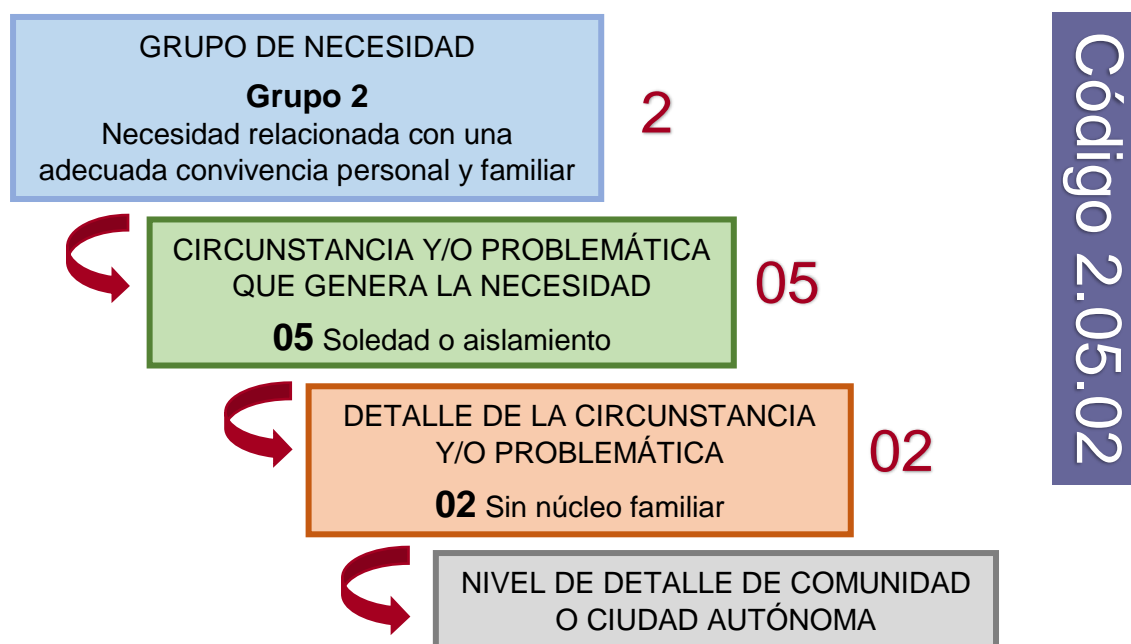 GRUPO DE NECESIDAD
Grupo 2
Necesidad relacionada con una
adecuada convivencia personal y familiar
2
CIRCUNSTANCIA Y/O PROBLEMÁTICA
QUE GENERA LA NECESIDAD
05 Soledad o aislamiento
05
DETALLE DE LA CIRCUNSTANCIA
Y/O PROBLEMÁTICA
02 Sin núcleo familiar
02
NIVEL DE DETALLE DE COMUNIDAD
O CIUDAD AUTÓNOMA
Código 2.05.02